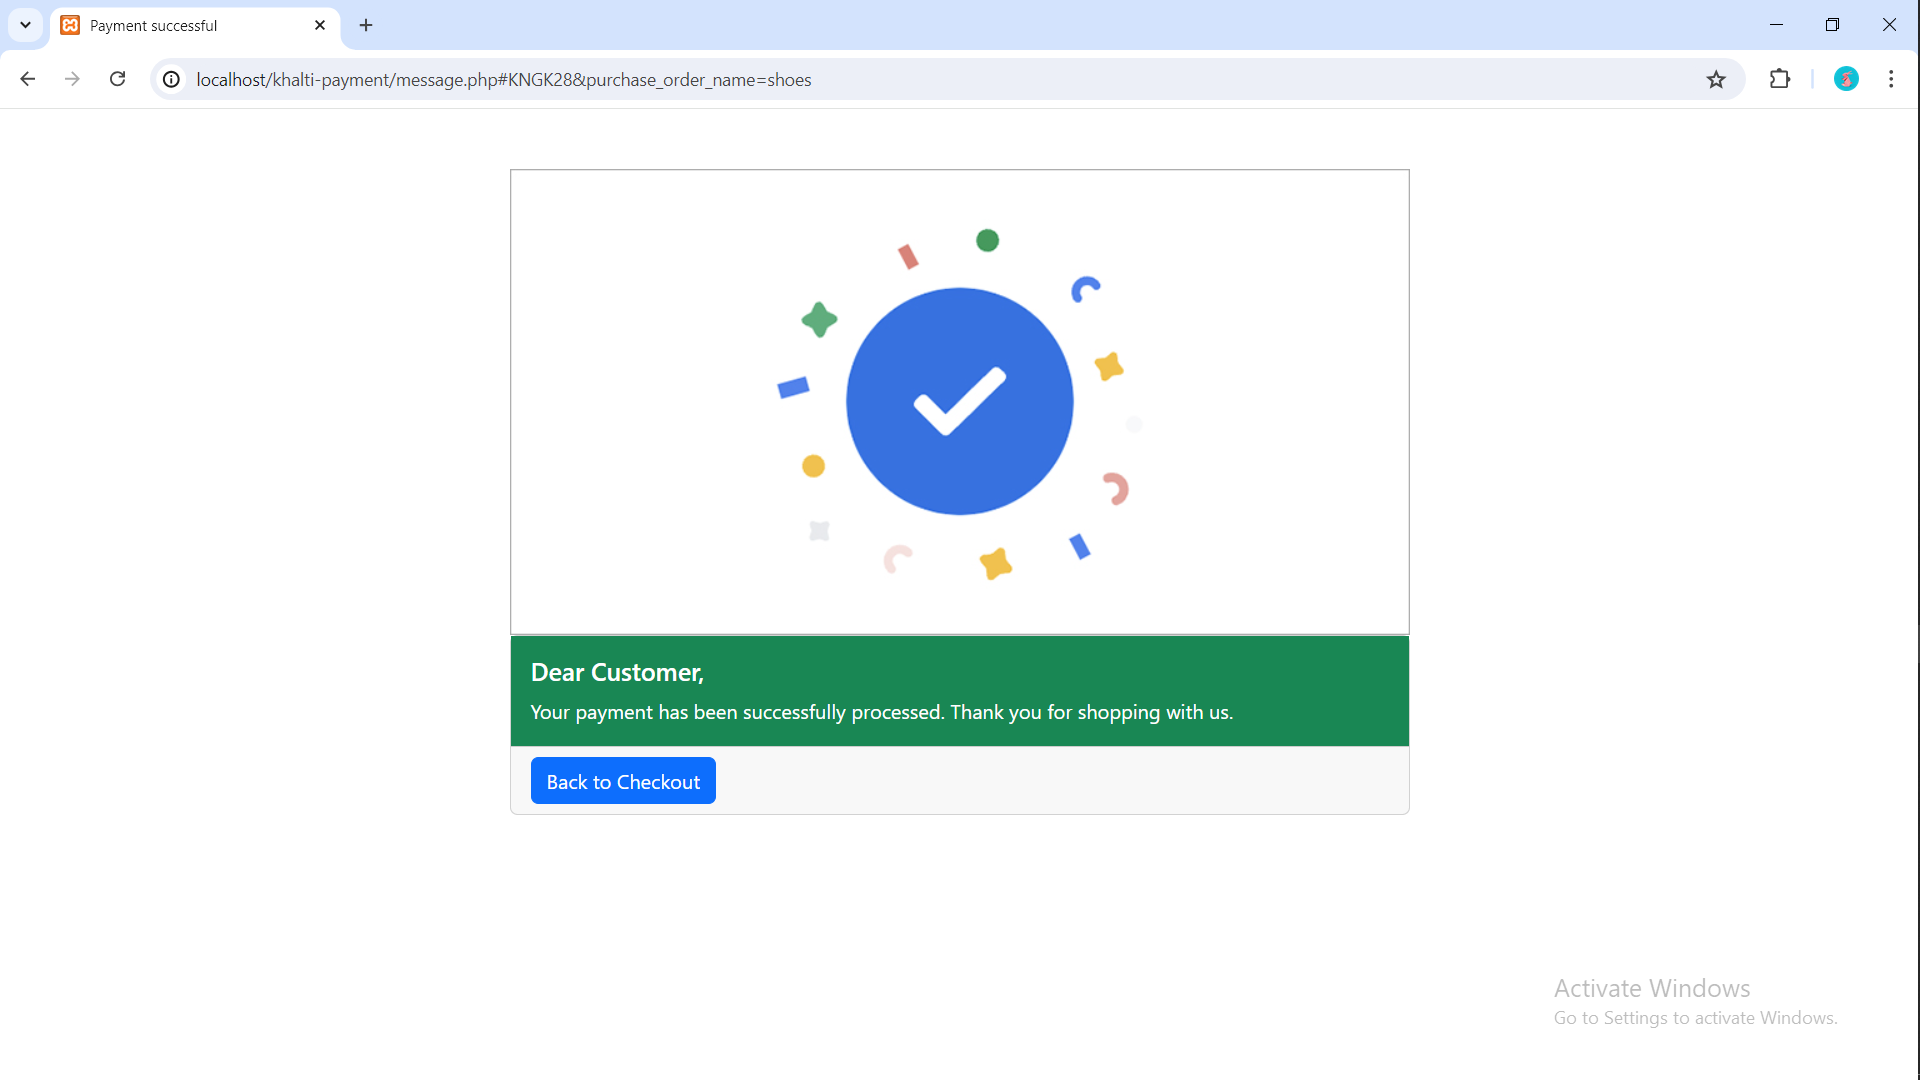 Payment successful
localhost/khalti-payment/message.php#KNGK28&purchase_order_name=shoes
Dear Customer,
Your payment has been successfully processed. Thank you for shopping with us.
Back to Checkout
Activate Windows
Go to Settings to activate Windows.